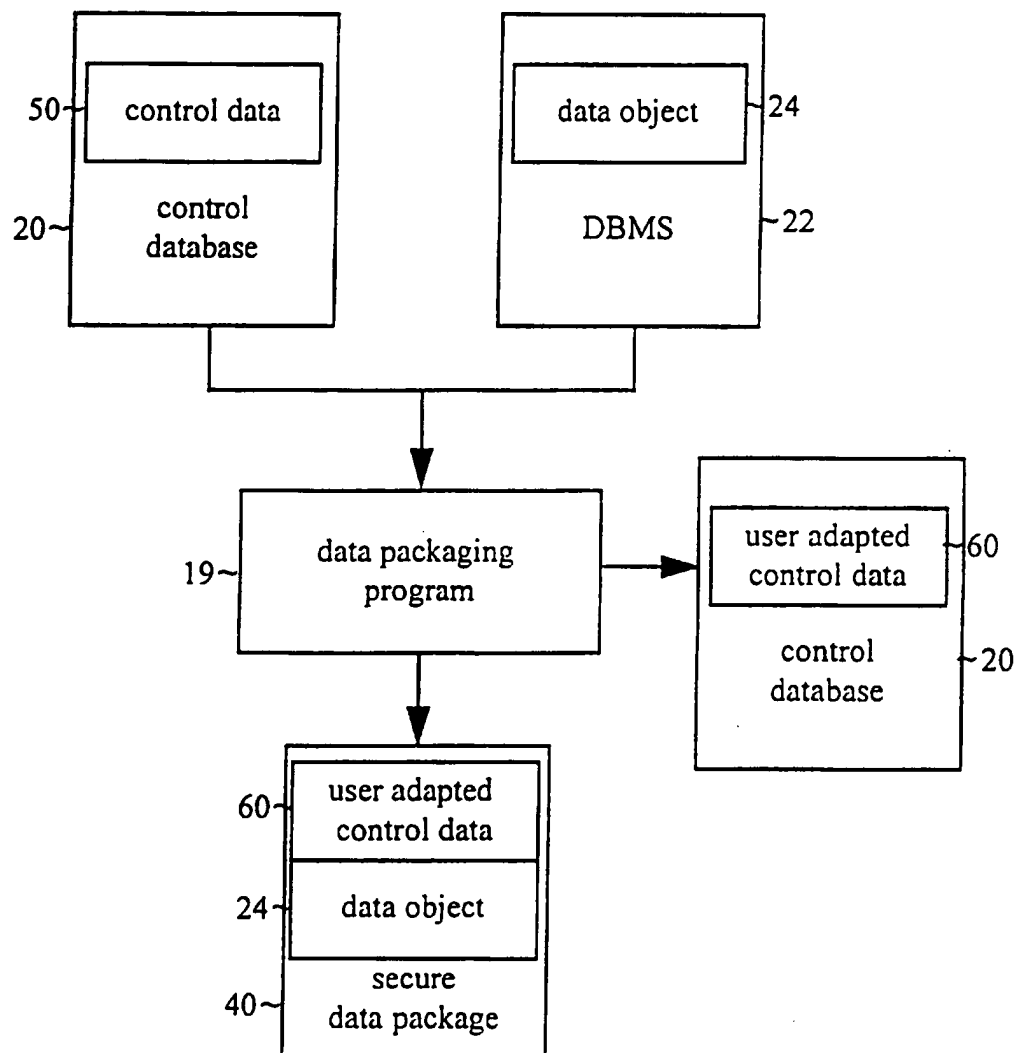 50~ control data
data object ~24
20~ control
database
DBMS ~22
19~ data packaging
program
user adapted ~60
control data
control ~20
database
60~ user adapted
control data
24~ data object
secure
40~ data package